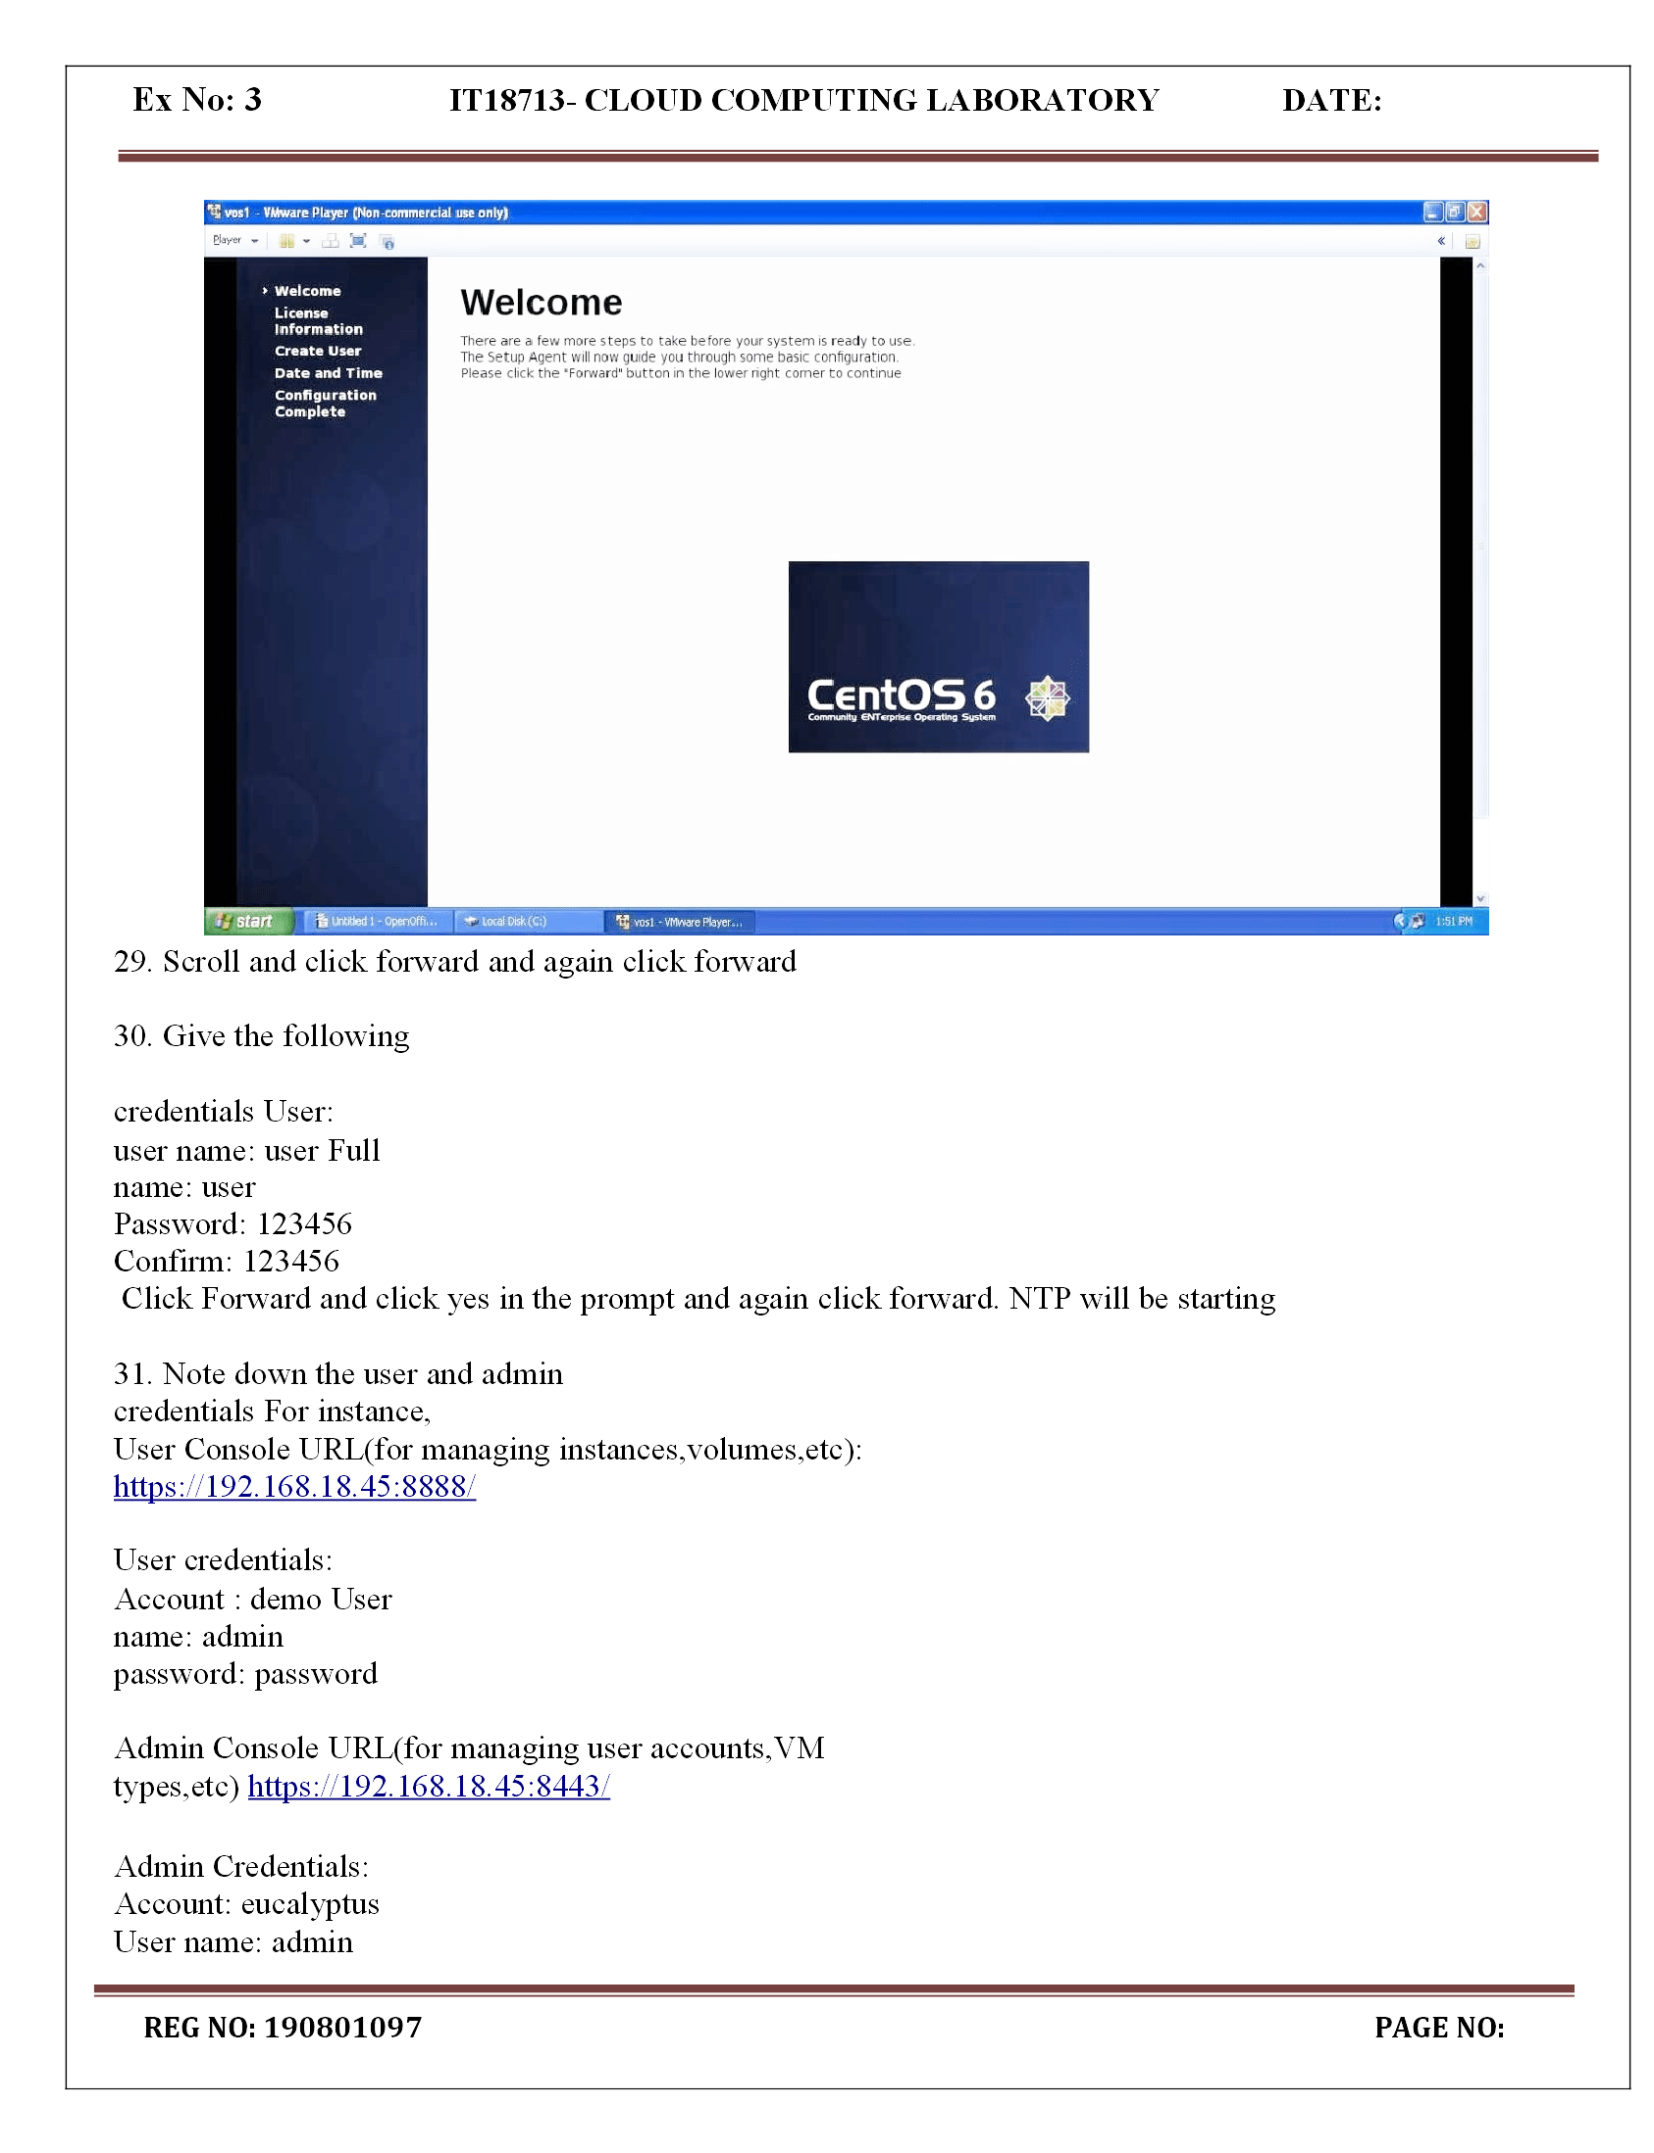 Ex No: 3 IT18713- CLOUD COMPUTING LABORATORY DATE:
vos1 - VMware Player (Non-commercial use only)
Player
Welcome
License
Information
Create User
Date and Time
Configuration
Complete
Welcome
There are a few more steps to take before your system is ready to use.
The Setup Agent will now guide you through some basic configuration.
Please click the "Forward" button in the lower right corner to continue
CentOS 6
Community ENTerprise Operating System
start Untitled 1 - OpenOffi... Local Disk (C:) vos1 - VMware Player... 1:51 PM
29. Scroll and click forward and again click forward
30. Give the following
credentials User:
user name: user Full
name: user
Password: 123456
Confirm: 123456
Click Forward and click yes in the prompt and again click forward. NTP will be starting
31. Note down the user and admin
credentials For instance,
User Console URL(for managing instances,volumes,etc):
https://192.168.18.45:8888/
User credentials:
Account : demo User
name: admin
password: password
Admin Console URL(for managing user accounts,VM
types,etc) https://192.168.18.45:8443/
Admin Credentials:
Account: eucalyptus
User name: admin
REG NO: 190801097 PAGE NO: